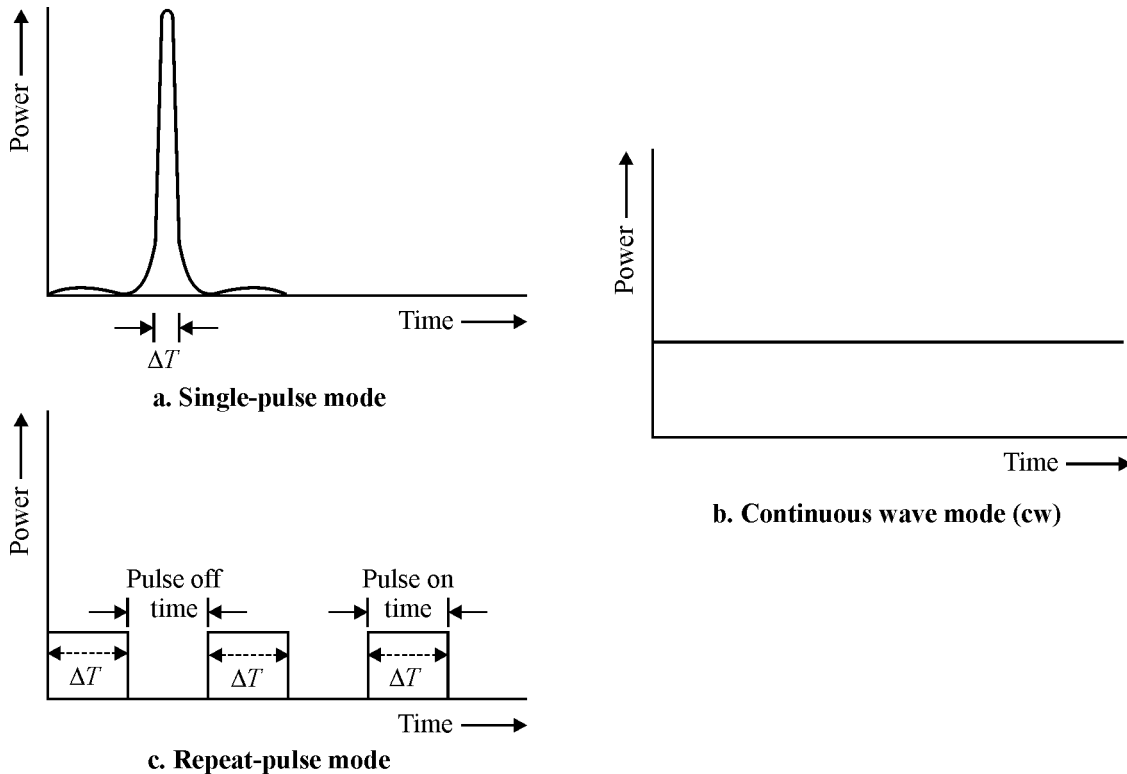 Power
Time
ΔT
a. Single-pulse mode
Power
Time
b. Continuous wave mode (cw)
Power
Pulse off
time
Pulse on
time
ΔT
ΔT
ΔT
Time
c. Repeat-pulse mode